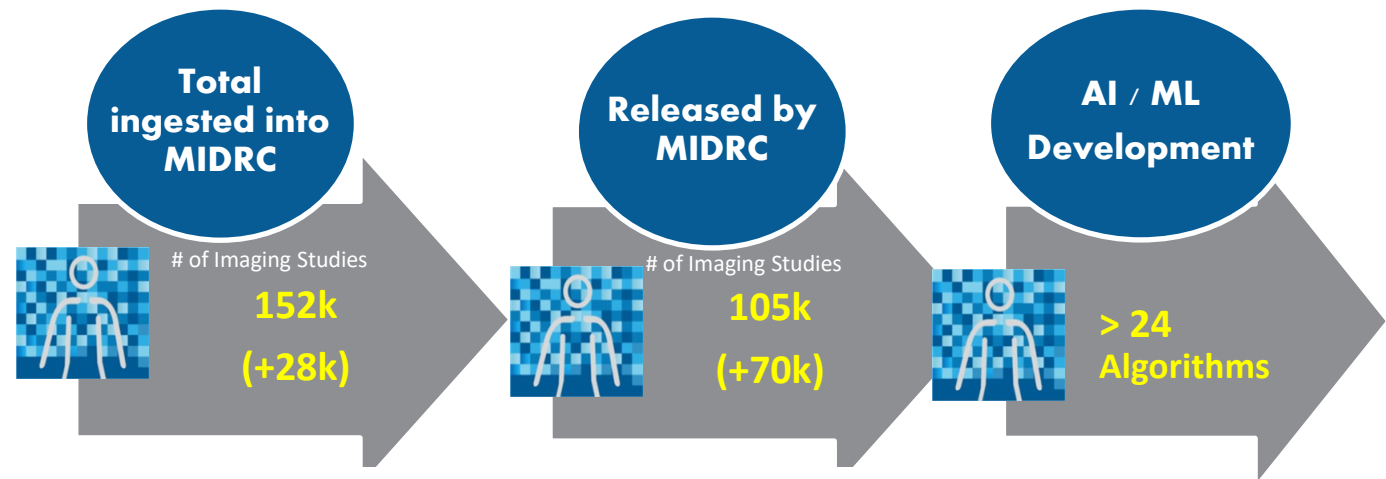 Total
ingested into
MIDRC
# of Imaging Studies
152k
(+28k)
Released by
MIDRC
# of Imaging Studies
105k
(+70k)
AI / ML
Development
> 24
Algorithms